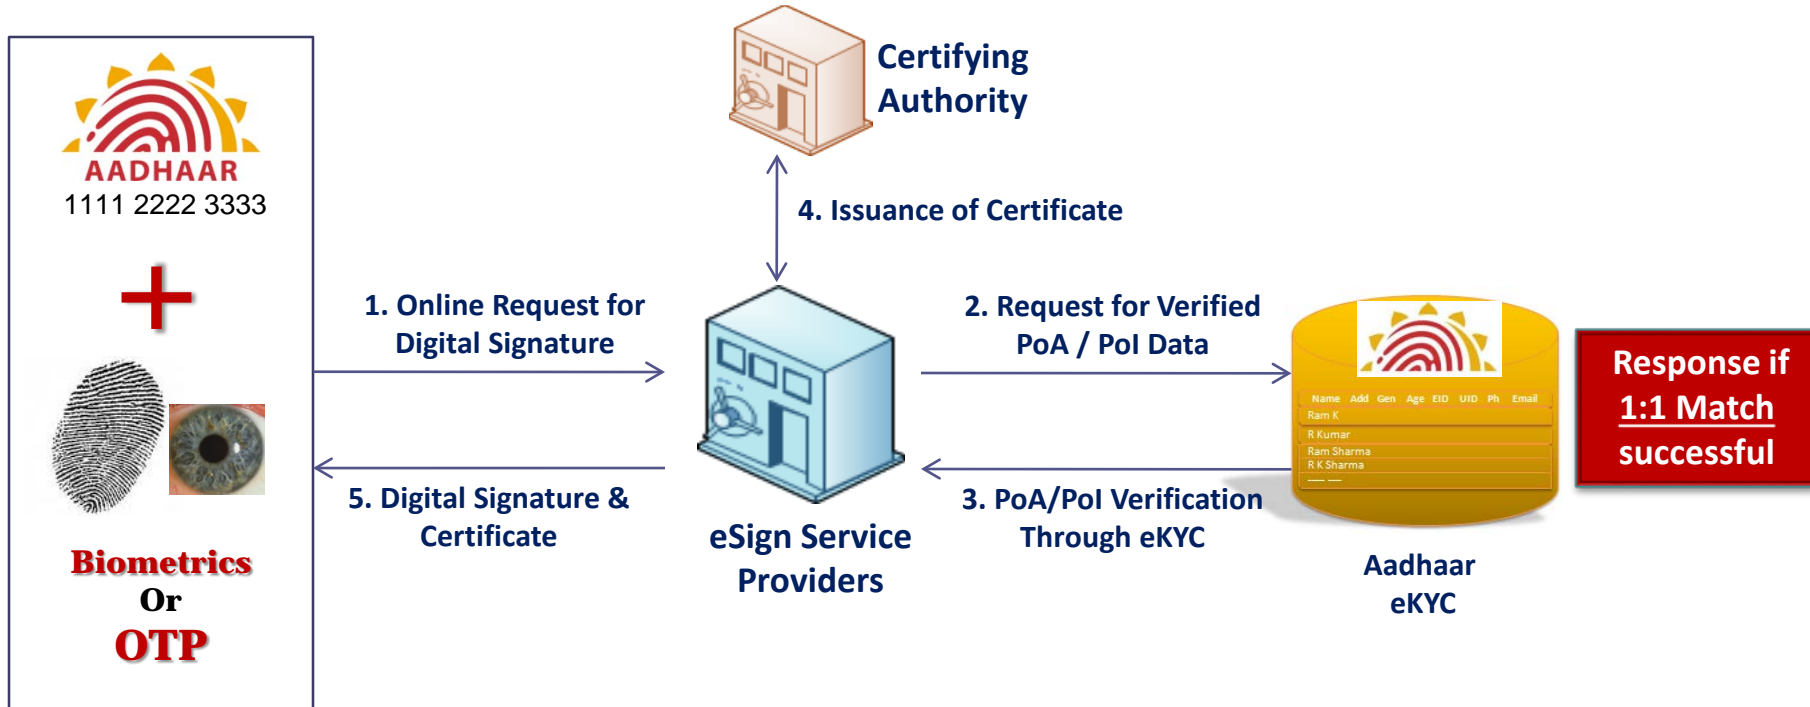 AADHAAR
1111 2222 3333
+
Biometrics
Or
OTP
1. Online Request for
Digital Signature
5. Digital Signature &
Certificate
Certifying
Authority
4. Issuance of Certificate
eSign Service
Providers
2. Request for Verified
PoA / PoI Data
3. PoA/PoI Verification
Through eKYC
Name Add Gen Age EID UID Ph Email
Ram K
R Kumar
Ram Sharma
R K Sharma
Aadhaar
eKYC
Response if
1:1 Match
successful